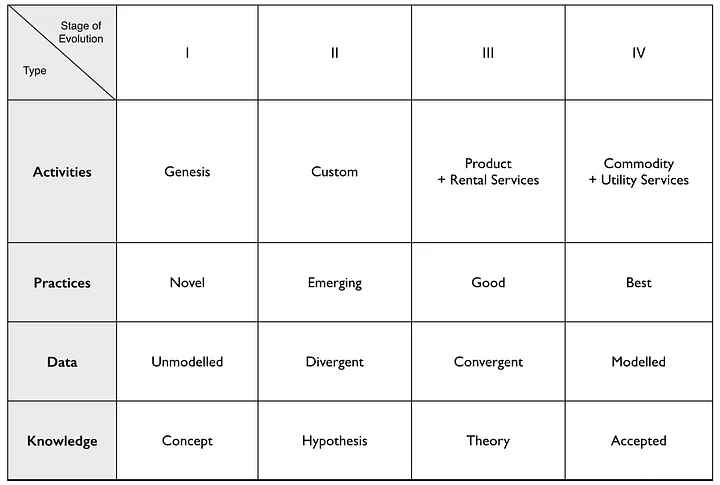 Stage of
Evolution
Type
I
II
III
IV
Activities
Genesis
Custom
Product
+ Rental Services
Commodity
+ Utility Services
Practices
Novel
Emerging
Good
Best
Data
Unmodelled
Divergent
Convergent
Modelled
Knowledge
Concept
Hypothesis
Theory
Accepted